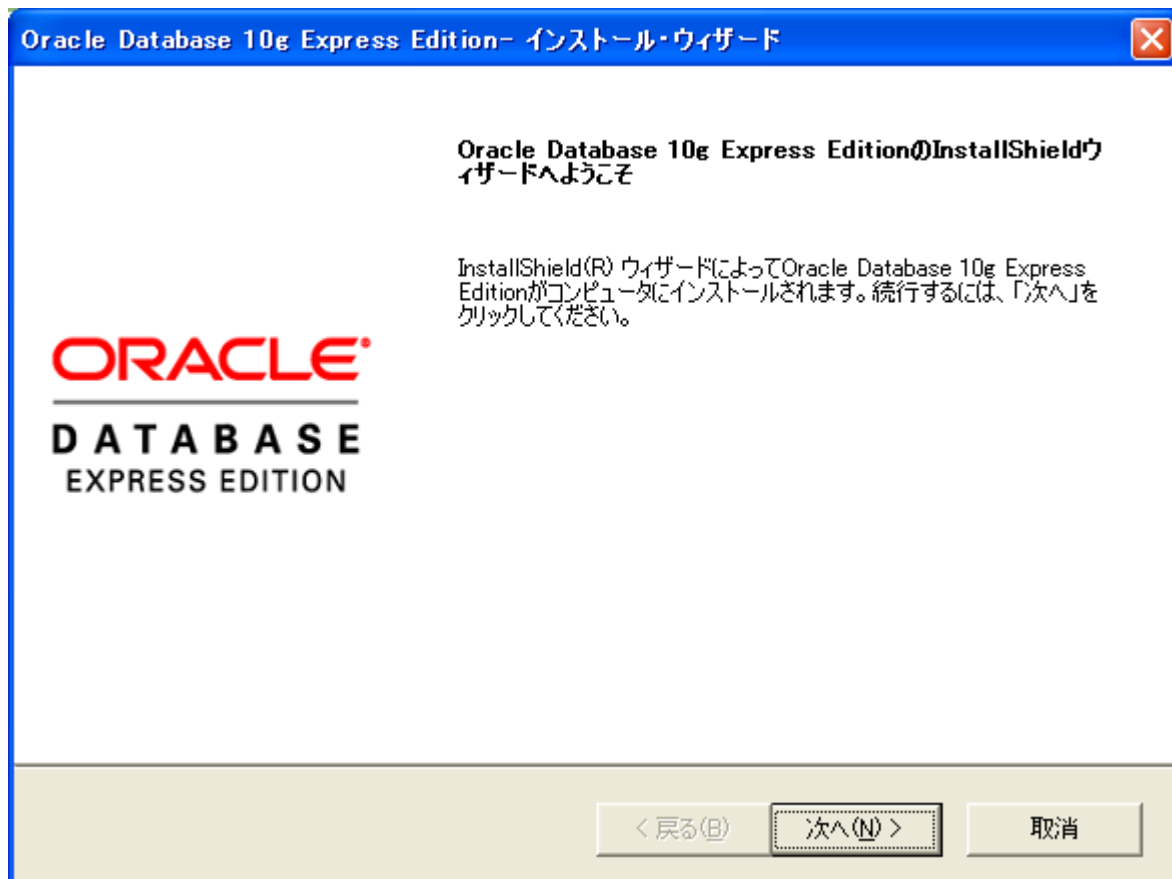 Oracle Database 10g Express Edition- インストール・ウィザード
Oracle Database 10g Express EditionのInstallShieldウ
ィザードへようこそ
InstallShield(R) ウィザードによってOracle Database 10g Express
Editionがコンピュータにインストールされます。続行するには、「次へ」を
クリックしてください。
ORACLE
DATABASE
EXPRESS EDITION
< 戻る(B)
次へ(N) >
取消